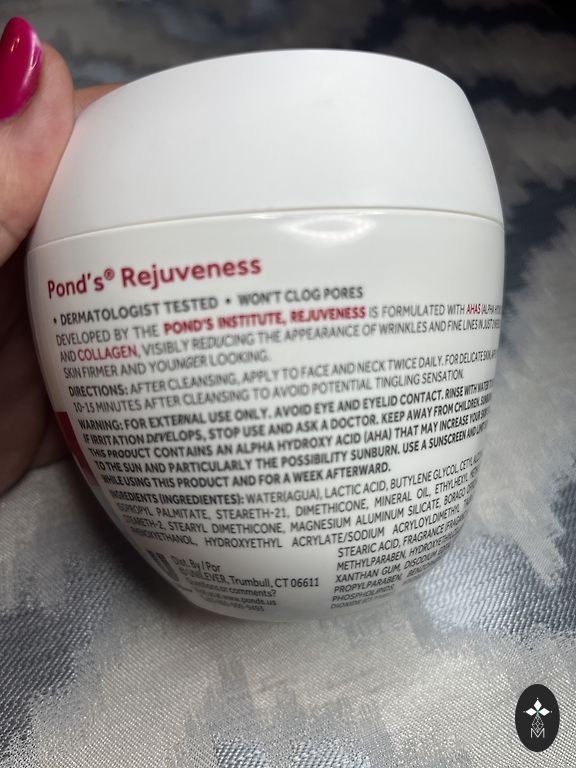 Pond's® Rejuveness
• DERMATOLOGIST TESTED • WON'T CLOG PORES
DEVELOPED BY THE POND'S INSTITUTE, REJUVENESS IS FORMULATED WITH AHAS (ALPHA
AND COLLAGEN, VISIBLY REDUCING THE APPEARANCE OF WRINKLES AND FINE LINES IN JUST
SKIN FIRMER AND YOUNGER LOOKING.
DIRECTIONS: AFTER CLEANSING, APPLY TO FACE AND NECK TWICE DAILY. FOR DELICATE SKIN,
10-15 MINUTES AFTER CLEANSING TO AVOID POTENTIAL TINGLING SENSATION.
WARNING: FOR EXTERNAL USE ONLY. AVOID EYE AND EYELID CONTACT. RINSE WITH WATER
IF IRRITATION DEVELOPS, STOP USE AND ASK A DOCTOR. KEEP AWAY FROM CHILDREN.
THIS PRODUCT CONTAINS AN ALPHA HYDROXY ACID (AHA) THAT MAY INCREASE YOUR
TO THE SUN AND PARTICULARLY THE POSSIBILITY SUNBURN. USE A SUNSCREEN AND
WHILE USING THIS PRODUCT AND FOR A WEEK AFTERWARD.
INGREDIENTS (INGREDIENTES): WATER(AGUA), LACTIC ACID, BUTYLENE GLYCOL,
ISOPROPYL PALMITATE, STEARETH-21, DIMETHICONE, MINERAL OIL,
STEARETH-2, STEARYL DIMETHICONE, MAGNESIUM ALUMINUM SILICATE, BORAGO
HYDROXYETHYL ACRYLATE/SODIUM ACRYLOYLDIMETHYL
STEARIC ACID, FRAGRANCE
METHYLPARABEN,
XANTHAN GUM, DISODIUM
PROPYLPARABEN,
PHOSPHOLIPIDS,
DIOXIDE
Dist. By / Por
UNILEVER, Trumbull, CT 06611
Questions or comments?
www.ponds.us
M